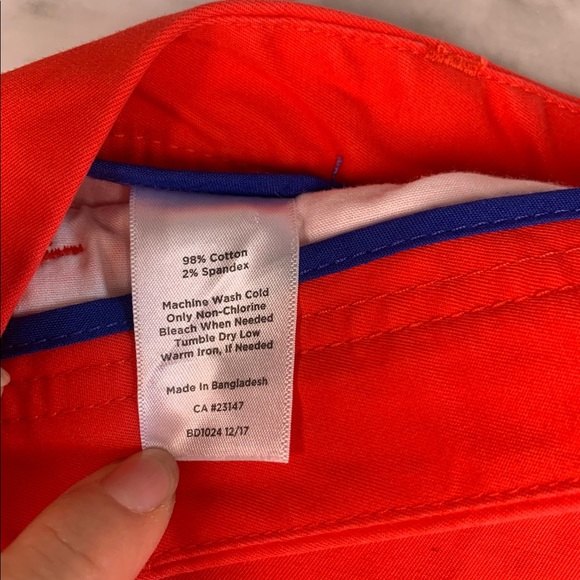 98% Cotton
2% Spandex
Machine Wash Cold
Only Non-Chlorine
Bleach When Needed
Tumble Dry Low
Warm Iron, If Needed
Made In Bangladesh
CA #23147
BD1024 12/17